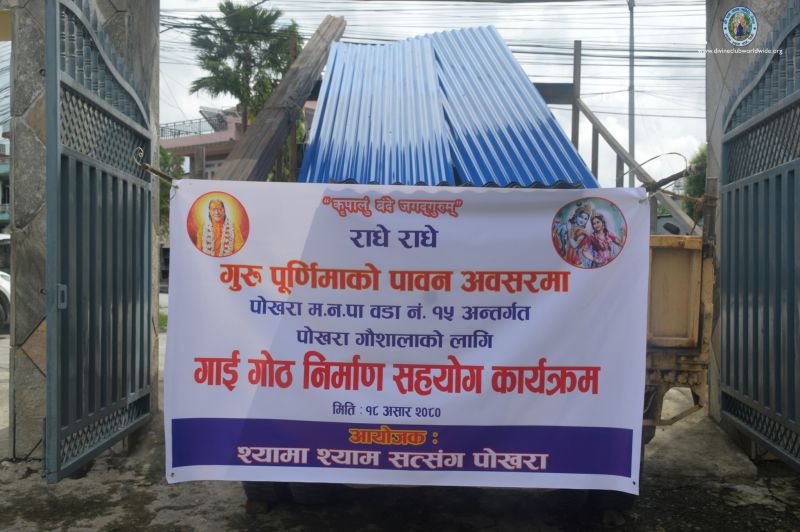 www.divineclubworldwide.org
"कृपालुं वंदे जगद्गुरुम्"
राधे राधे
गुरु पूर्णिमाको पावन अवसरमा
पोखरा म.न.पा वडा नं. १५ अन्तर्गत
पोखरा गौशालाको लागि
गाई गोठ निर्माण सहयोग कार्यक्रम
मिति : १८ असार २०८०
आयोजक :
श्यामा श्याम सत्संग पोखरा